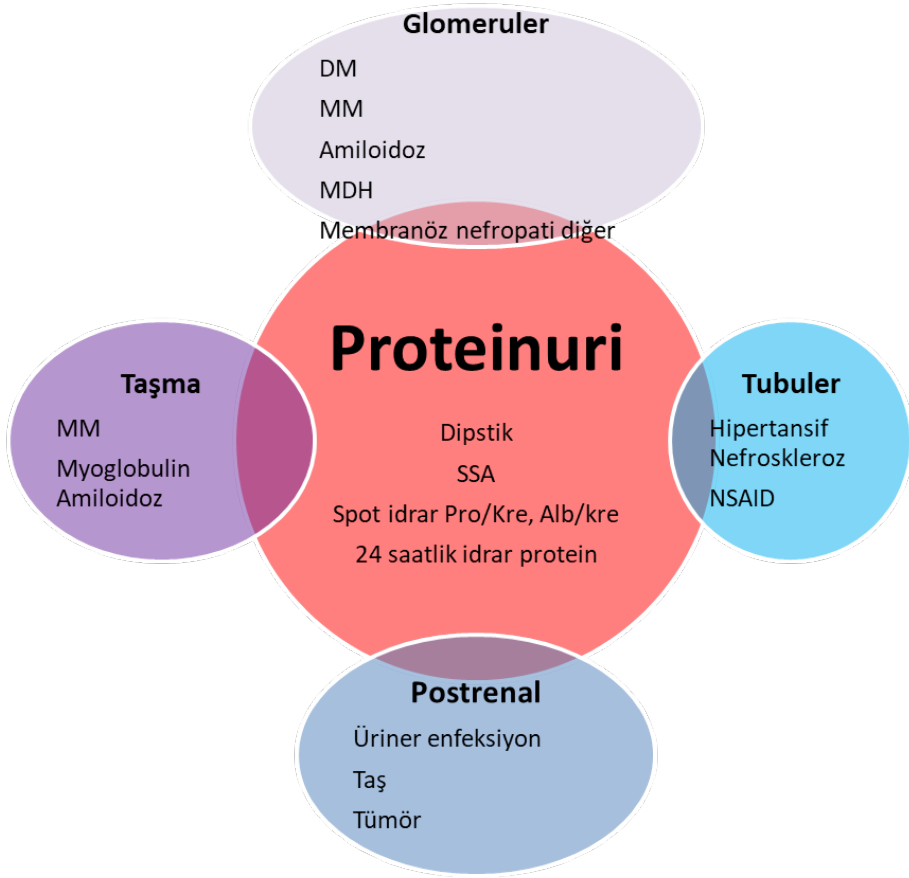 Glomeruler
DM
MM
Amiloidoz
MDH
Membranöz nefropati diğer
Proteinuri
Dipstik
SSA
Spot idrar Pro/Kre, Alb/kre
24 saatlik idrar protein
Taşma
MM
Myoglobulin
Amiloidoz
Tubuler
Hipertansif
Nefroskleroz
NSAID
Postrenal
Üriner enfeksiyon
Taş
Tümör